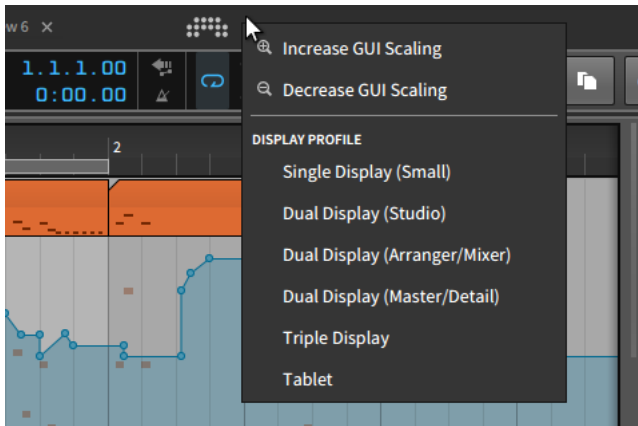 w 6 ×
Increase GUI Scaling
1.1.1.00
0:00.00
Decrease GUI Scaling
DISPLAY PROFILE
2
Single Display (Small)
Dual Display (Studio)
Dual Display (Arranger/Mixer)
Dual Display (Master/Detail)
Triple Display
Tablet